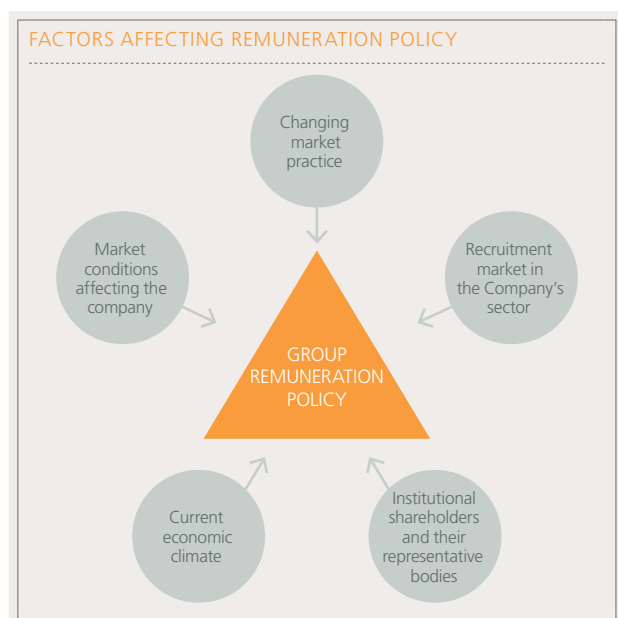 FACTORS AFFECTING REMUNERATION POLICY
Changing
market
practice
Market
conditions
affecting the
company
Recruitment
market in
the Company's
sector
GROUP
REMUNERATION
POLICY
Current
economic
climate
Institutional
shareholders
and their
representative
bodies